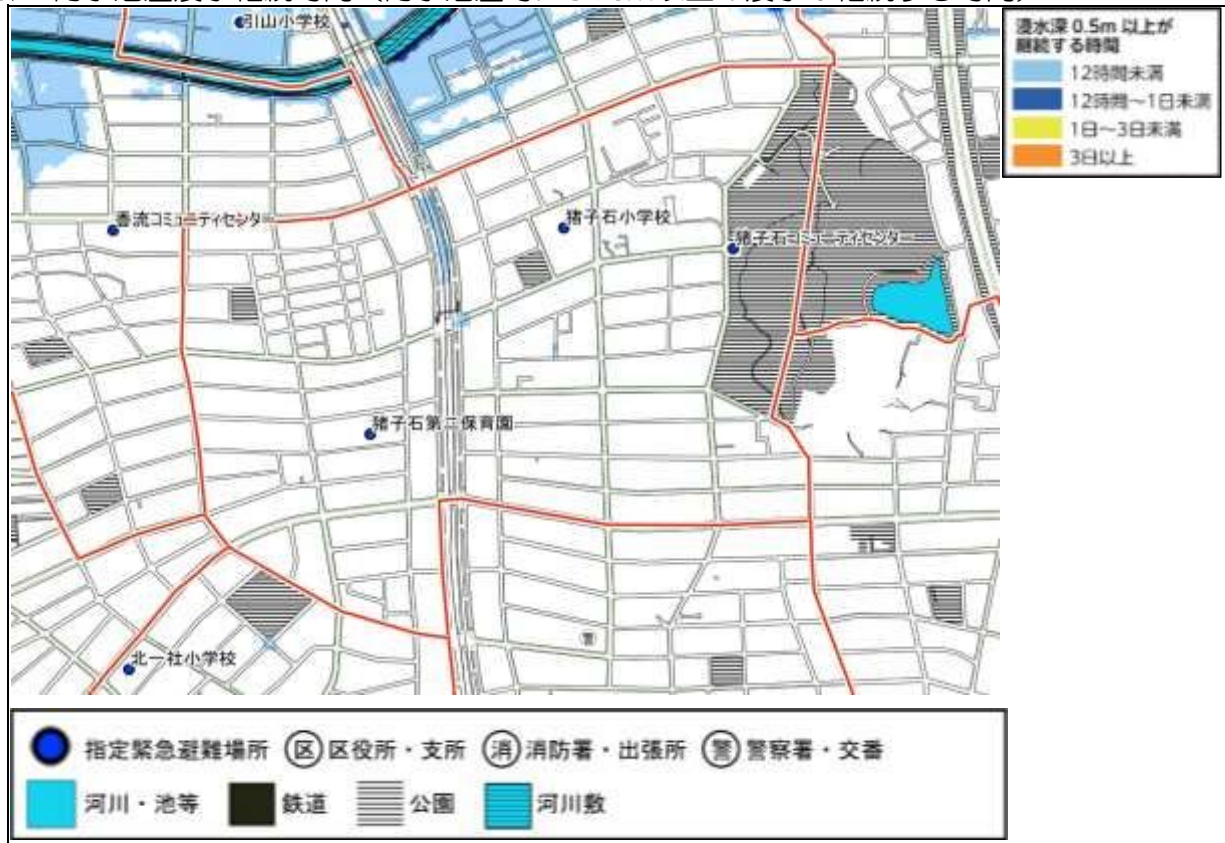 引山小学校
浸水深 0.5m 以上が
継続する時間
12時間未満
12時間～1日未満
1日～3日未満
3日以上
香流コミュニティセンター
猪子石小学校
猪子石コミュニティセンター
猪子石第二保育園
警
北一社小学校
指定緊急避難場所 区 区役所・支所 消 消防署・出張所 警 警察署・交番
河川・池等 鉄道 公園 河川敷